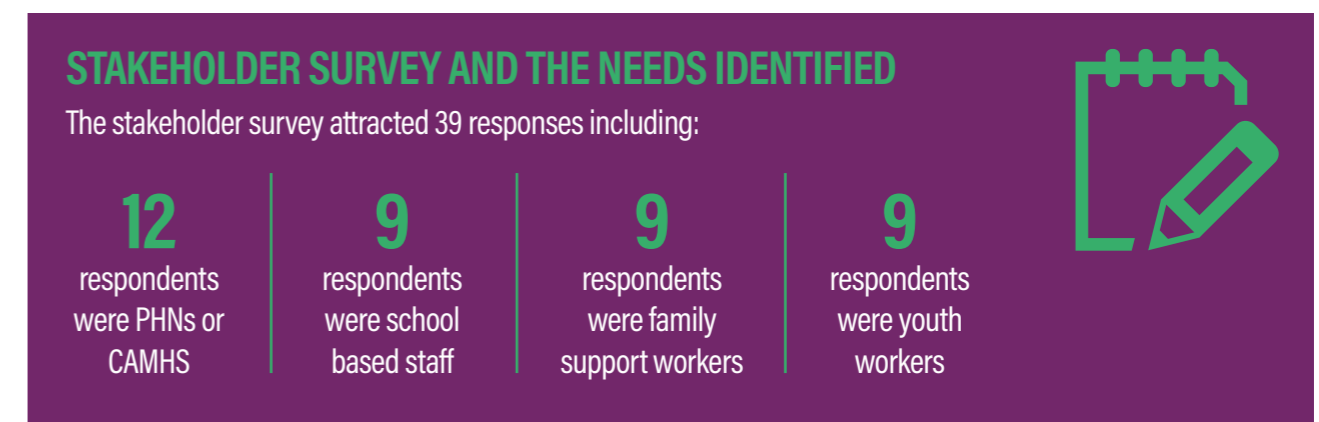 STAKEHOLDER SURVEY AND THE NEEDS IDENTIFIED
The stakeholder survey attracted 39 responses including:
12
respondents
were PHNs or
CAMHS
9
respondents
were school
based staff
9
respondents
were family
support workers
9
respondents
were youth
workers